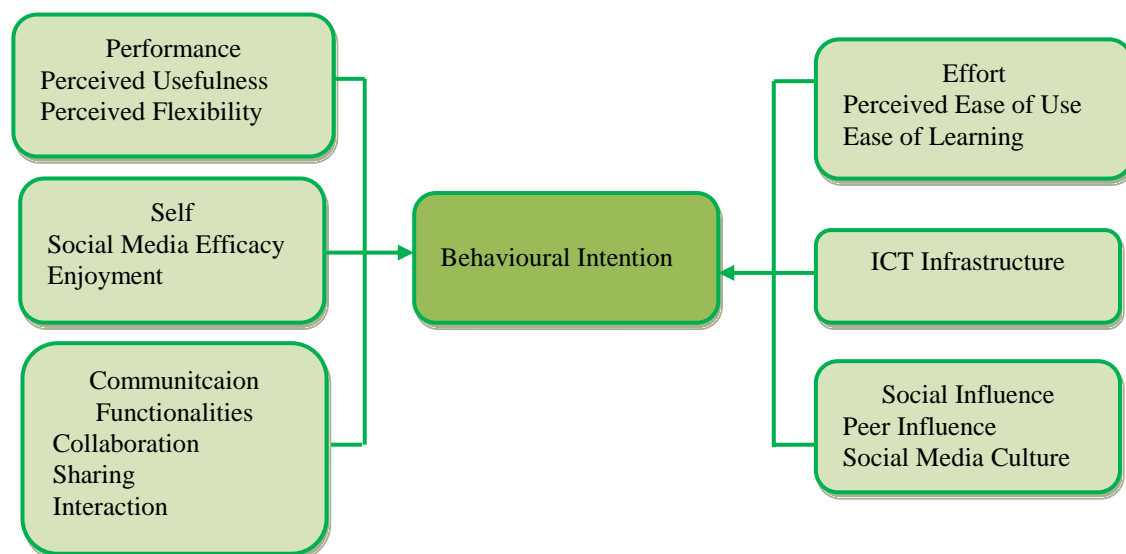 Performance
Perceived Usefulness
Perceived Flexibility
Self
Social Media Efficacy
Enjoyment
Communitcaion
Functionalities
Collaboration
Sharing
Interaction
Behavioural Intention
Effort
Perceived Ease of Use
Ease of Learning
ICT Infrastructure
Social Influence
Peer Influence
Social Media Culture